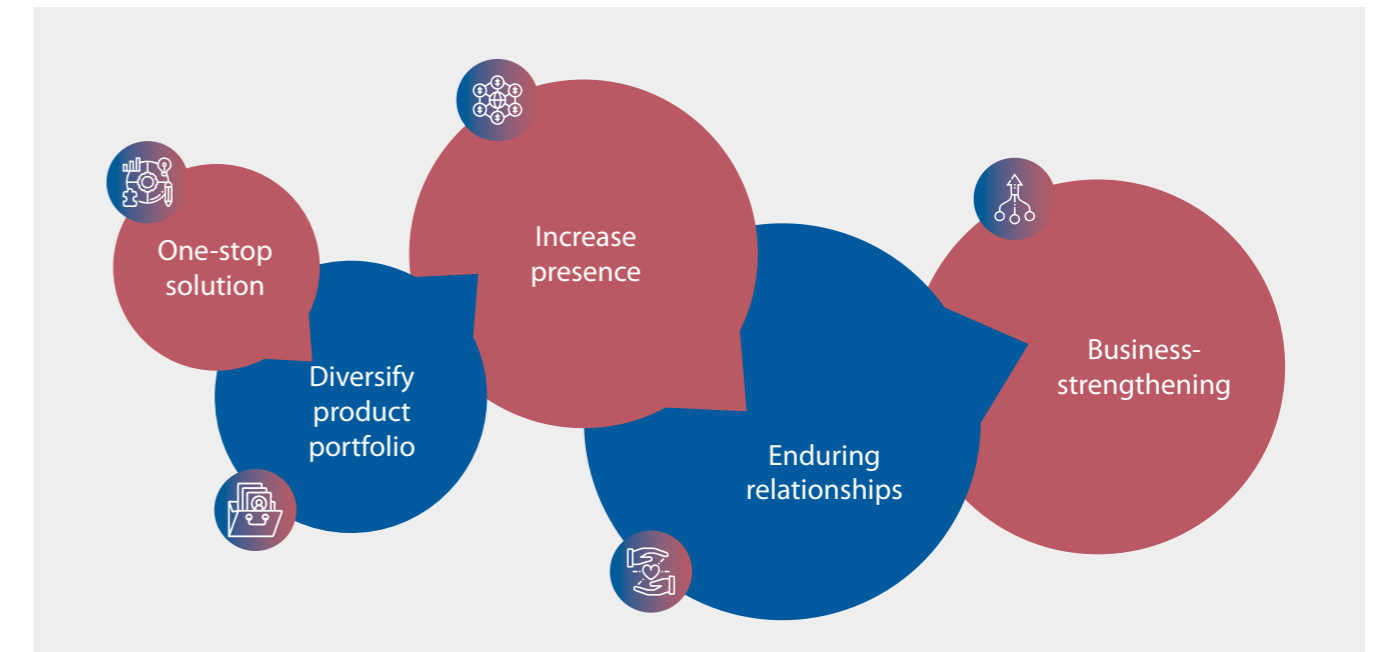 One-stop
solution
Diversify
product
portfolio
Increase
presence
Enduring
relationships
Business-
strengthening